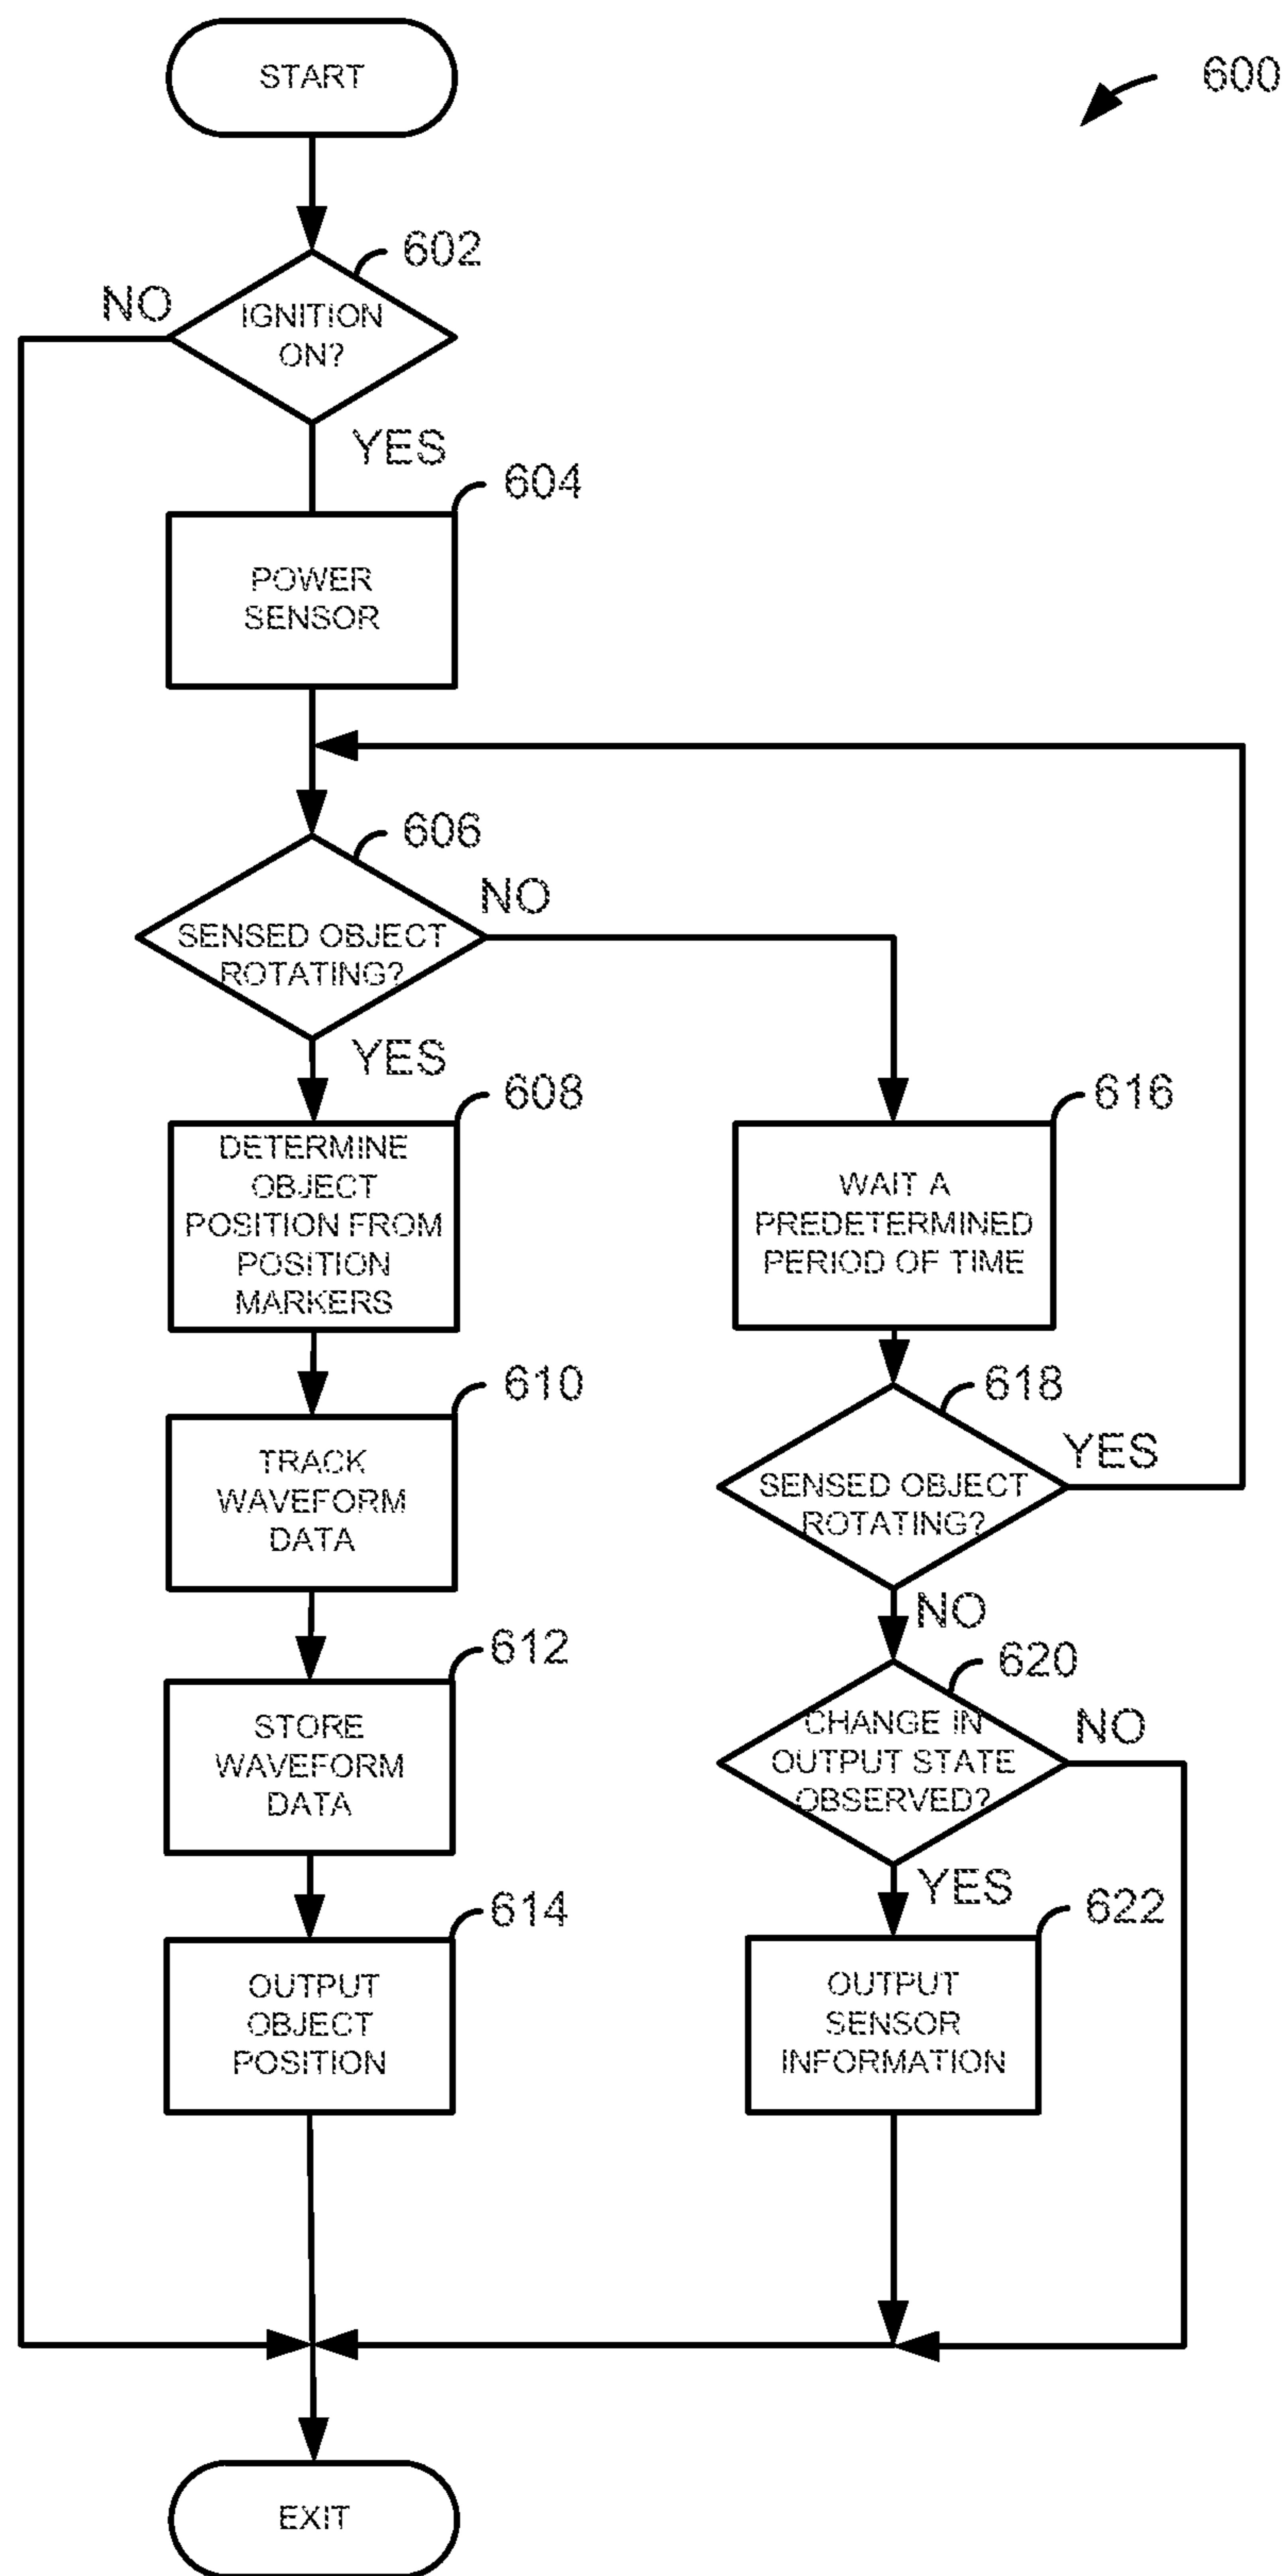 START
600
602
NO
IGNITION
ON?
YES
604
POWER
SENSOR
606
NO
SENSED OBJECT
ROTATING?
YES
608
DETERMINE
OBJECT
POSITION FROM
POSITION
MARKERS
616
WAIT A
PREDETERMINED
PERIOD OF TIME
610
TRACK
WAVEFORM
DATA
618
YES
SENSED OBJECT
ROTATING?
NO
612
STORE
WAVEFORM
DATA
620
NO
CHANGE IN
OUTPUT STATE
OBSERVED?
YES
614
OUTPUT
OBJECT
POSITION
622
OUTPUT
SENSOR
INFORMATION
EXIT